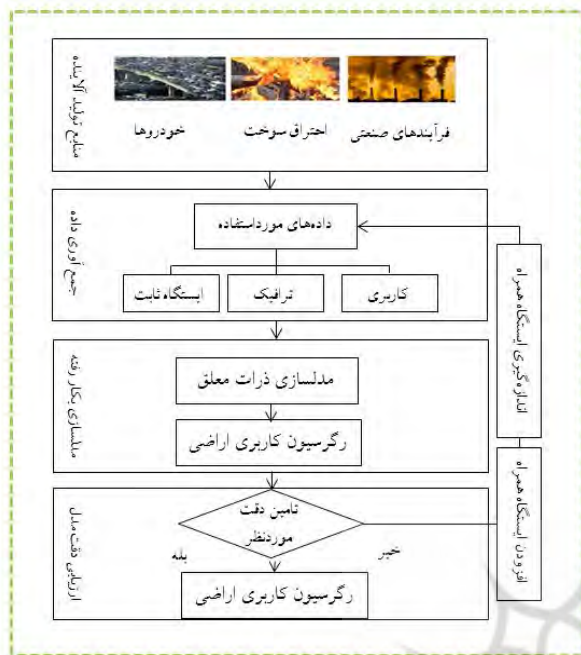 منابع تولید آلاینده
فرآیندهای صنعتی
احتراق سوخت
خودروها
جمع آوری داده
داده‌های مورداستفاده
کاربری
ترافیک
ایستگاه ثابت
مدلسازی بکار رفته
مدلسازی ذرات معلق
رگرسیون کاربری اراضی
ارزیابی دقت مدل
تامین دقت
موردنظر
بله
خیر
رگرسیون کاربری اراضی
اندازه‌گیری ایستگاه همراه
افزودن ایستگاه همراه